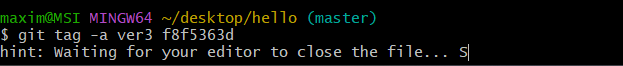 maxim@MSI MINGW64 ~/desktop/hello (master)
$ git tag -a ver3 f8f5363d
hint: Waiting for your editor to close the file... S